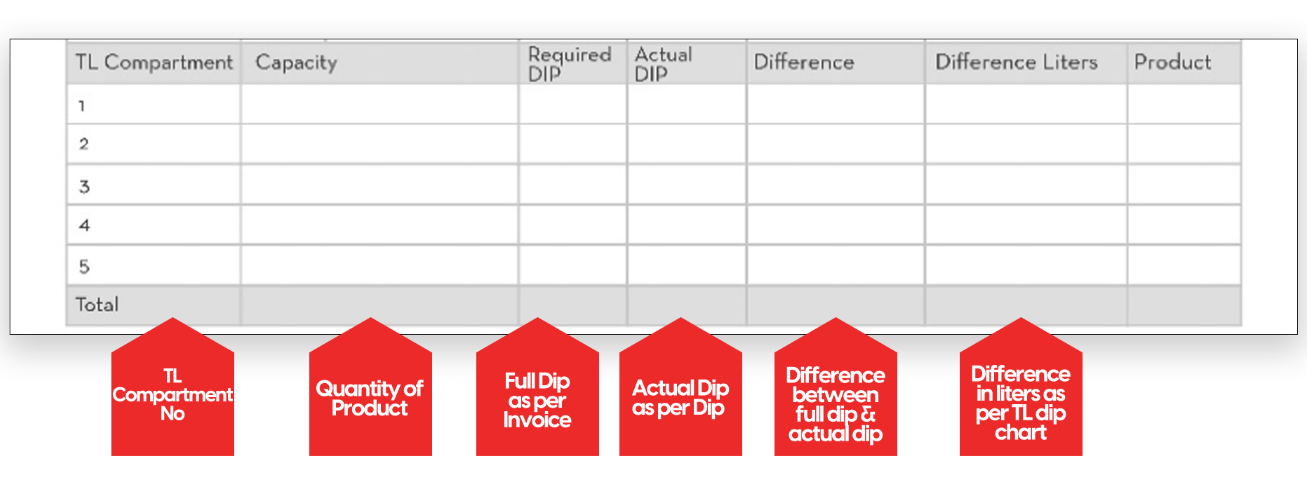 TL Compartment Capacity Required DIP Actual DIP Difference Difference Liters Product
1
2
3
4
5
Total
TL
Compartment
No
Quantity of
Product
Full Dip
as per
Invoice
Actual Dip
as per Dip
Difference
between
full dip &
actual dip
Difference
in liters as
per TL dip
chart